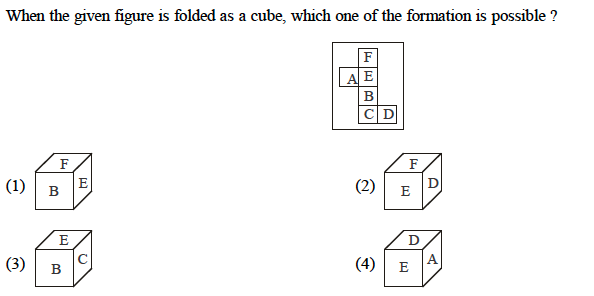 When the given figure is folded as a cube, which one of the formation is possible ?
F
A E
B
C D
(1) F B E
(2) F E D
(3) E B C
(4) D E A